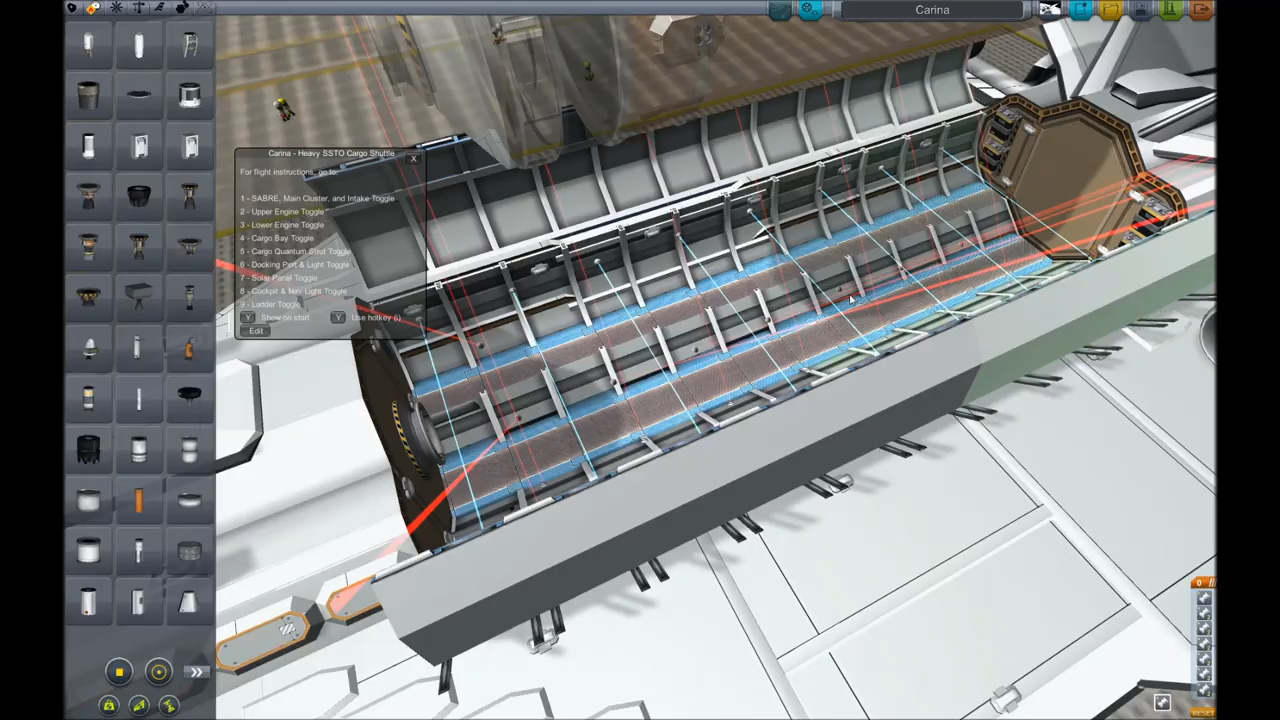 Carina
Carina - Heavy SSTO Cargo Shuttle
X
For flight instructions, go to:
1 - SABRE, Main Cluster, and Intake Toggle
2 - Upper Engine Toggle
3 - Lower Engine Toggle
4 - Cargo Bay Toggle
5 - Cargo Quantum Strut Toggle
6 - Docking Port & Light Toggle
7 - Solar Panel Toggle
8 - Cockpit & Nav Light Toggle
9 - Ladder Toggle
Y Show on start Y Use hotkey (i)
Edit
0
RESET